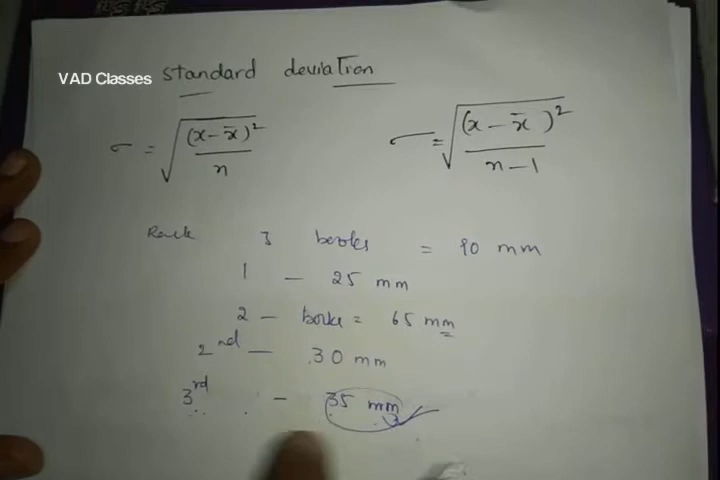 VAD Classes standard deviation
σ = √((x - x̄)² / n)
σ = √((x - x̄)² / n - 1)
Rack 3 books = 90 mm
1 - 25 mm
2 - books = 65 mm
2nd - 30 mm
3rd - 35 mm